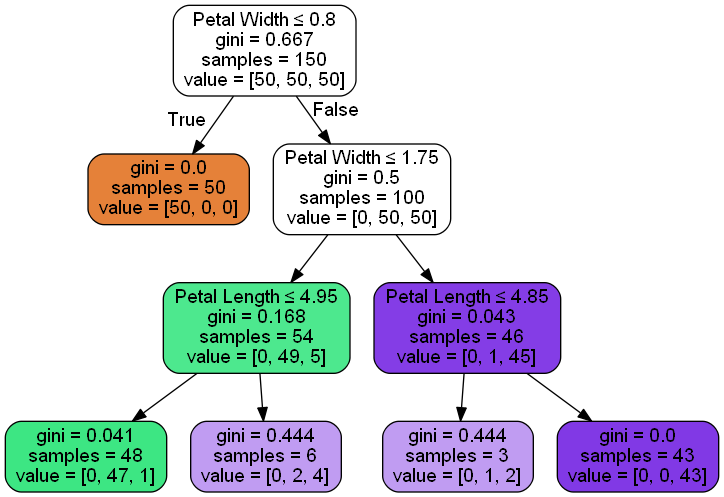 Petal Width ≤ 0.8
gini = 0.667
samples = 150
value = [50, 50, 50]
True
False
gini = 0.0
samples = 50
value = [50, 0, 0]
Petal Width ≤ 1.75
gini = 0.5
samples = 100
value = [0, 50, 50]
Petal Length ≤ 4.95
gini = 0.168
samples = 54
value = [0, 49, 5]
Petal Length ≤ 4.85
gini = 0.043
samples = 46
value = [0, 1, 45]
gini = 0.041
samples = 48
value = [0, 47, 1]
gini = 0.444
samples = 6
value = [0, 2, 4]
gini = 0.444
samples = 3
value = [0, 1, 2]
gini = 0.0
samples = 43
value = [0, 0, 43]